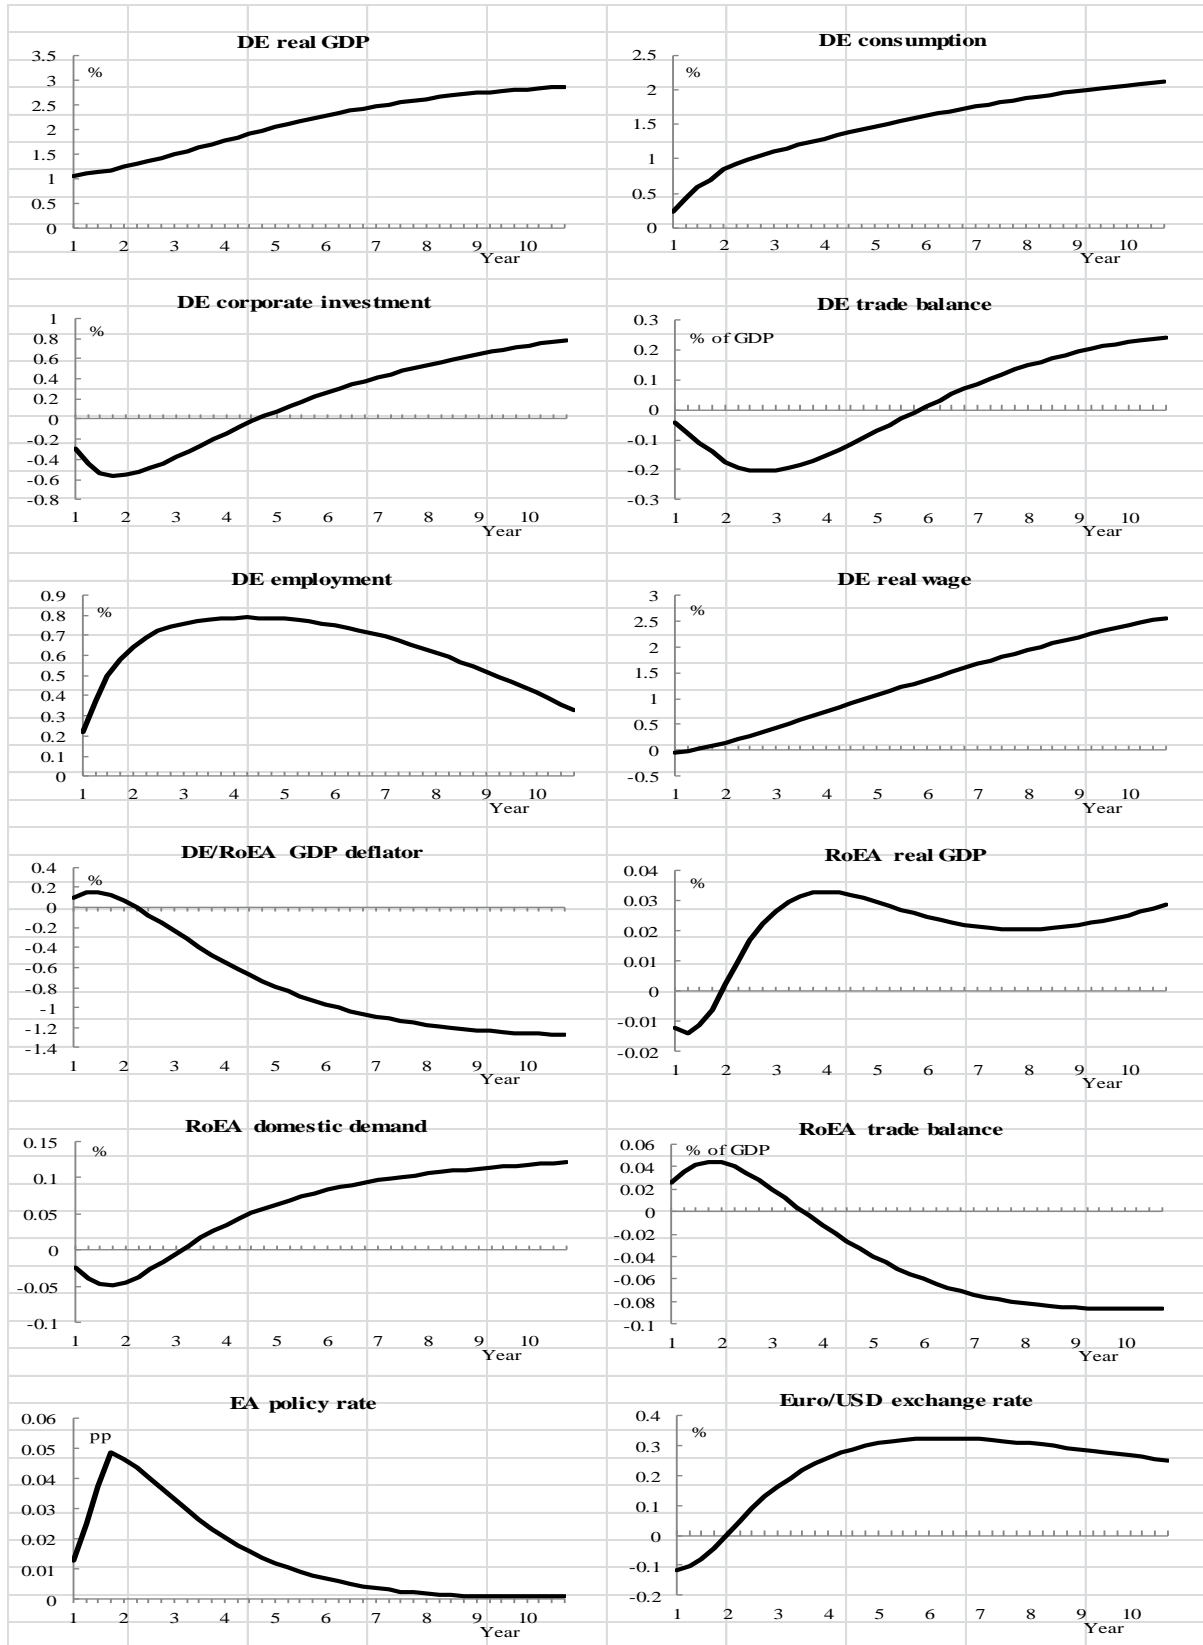 DE real GDP
3.5
%
3
2.5
2
1.5
1
0.5
0
1 2 3 4 5 6 7 8 9 10
Year
DE consumption
2.5
%
2
1.5
1
0.5
0
1 2 3 4 5 6 7 8 9 10
Year
DE corporate investment
1
%
0.8
0.6
0.4
0.2
0
-0.2
-0.4
-0.6
-0.8
1 2 3 4 5 6 7 8 9 10
Year
DE trade balance
0.3
% of GDP
0.2
0.1
0
-0.1
-0.2
-0.3
1 2 3 4 5 6 7 8 9 10
Year
DE employment
0.9
%
0.8
0.7
0.6
0.5
0.4
0.3
0.2
0.1
0
1 2 3 4 5 6 7 8 9 10
Year
DE real wage
3
%
2.5
2
1.5
1
0.5
0
-0.5
1 2 3 4 5 6 7 8 9 10
Year
DE/RoEA GDP deflator
0.4
%
0.2
0
-0.2
-0.4
-0.6
-0.8
-1
-1.2
-1.4
1 2 3 4 5 6 7 8 9 10
Year
RoEA real GDP
0.04
%
0.03
0.02
0.01
0
-0.01
-0.02
1 2 3 4 5 6 7 8 9 10
Year
RoEA domestic demand
0.15
%
0.1
0.05
0
-0.05
-0.1
1 2 3 4 5 6 7 8 9 10
Year
RoEA trade balance
0.06
% of GDP
0.04
0.02
0
-0.02
-0.04
-0.06
-0.08
-0.1
1 2 3 4 5 6 7 8 9 10
Year
EA policy rate
0.06
pp
0.05
0.04
0.03
0.02
0.01
0
1 2 3 4 5 6 7 8 9 10
Year
Euro/USD exchange rate
0.4
%
0.3
0.2
0.1
0
-0.1
-0.2
1 2 3 4 5 6 7 8 9 10
Year